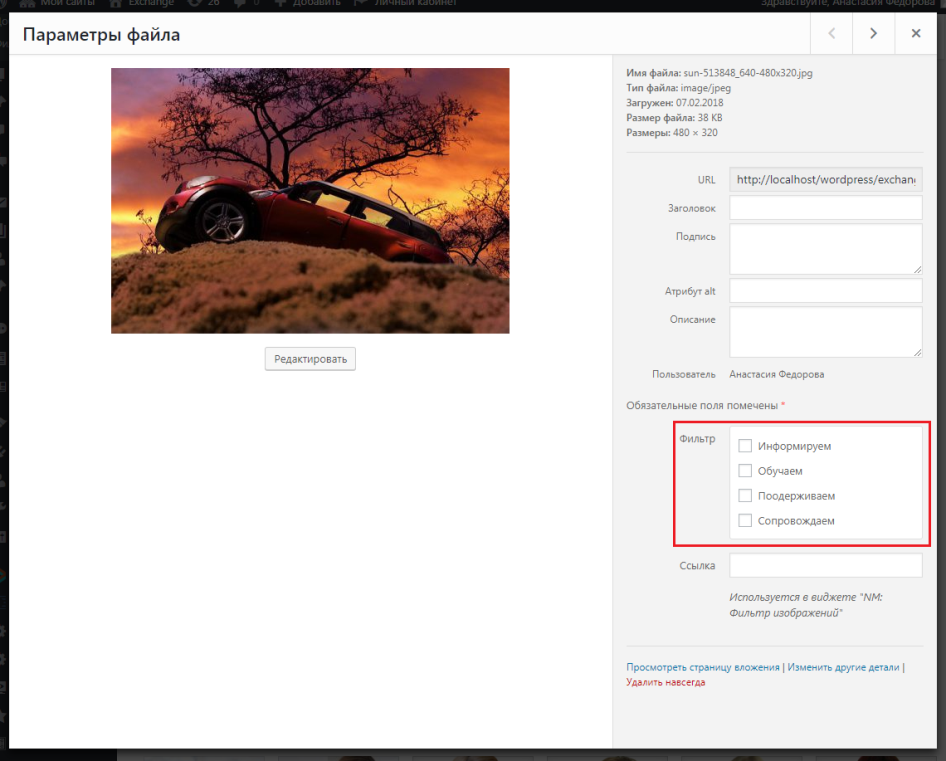 Мои сайты Exchange 26 0 Добавить Личный кабинет Здравствуйте, Анастасия Федорова
Параметры файла
Имя файла: sun-513848_640-480x320.jpg
Тип файла: image/jpeg
Загружен: 07.02.2018
Размер файла: 38 KB
Размеры: 480 × 320
URL http://localhost/wordpress/exchan
Заголовок
Подпись
Атрибут alt
Описание
Редактировать
Пользователь Анастасия Федорова
Обязательные поля помечены *
Фильтр
Информируем
Обучаем
Поодерживаем
Сопровождаем
Ссылка
Используется в виджете "NM:
Фильтр изображений"
Просмотреть страницу вложения | Изменить другие детали |
Удалить навсегда